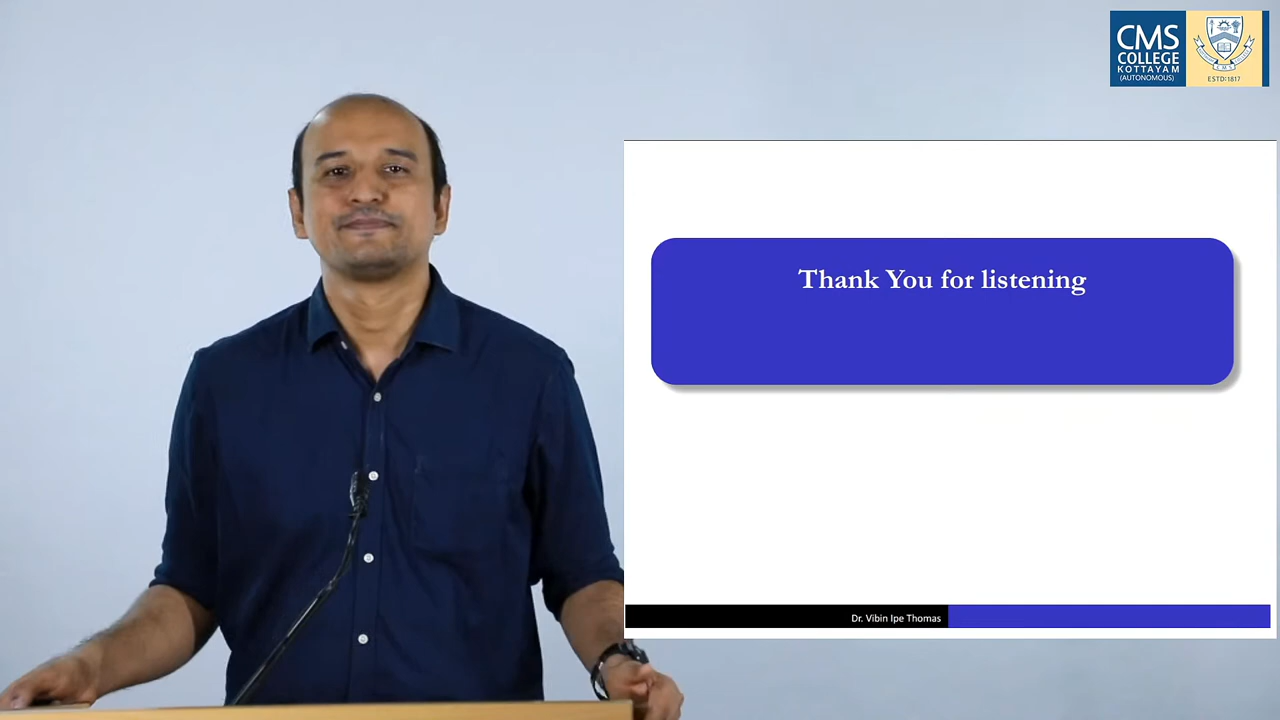 CMS
COLLEGE
KOTTAYAM
(AUTONOMOUS)
ESTD:1817
Thank You for listening
Dr. Vibin Ipe Thomas